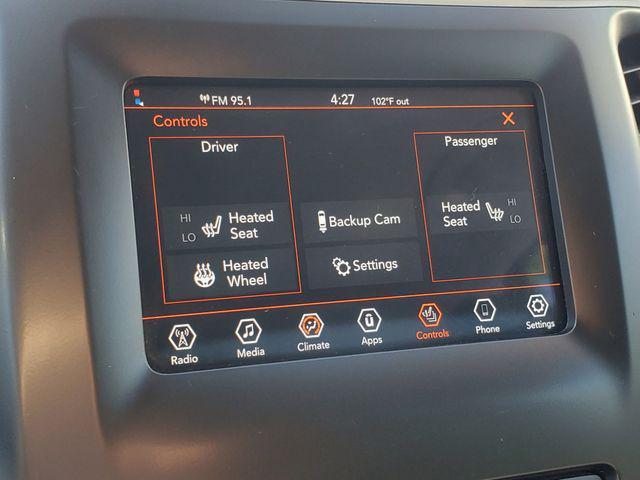 FM 95.1 4:27 102°F out
Controls X
Driver
Passenger
HI
LO
Heated
Seat
Backup Cam
Heated
Seat
HI
LO
Heated
Wheel
Settings
Radio Media Climate Apps Controls Phone Settings